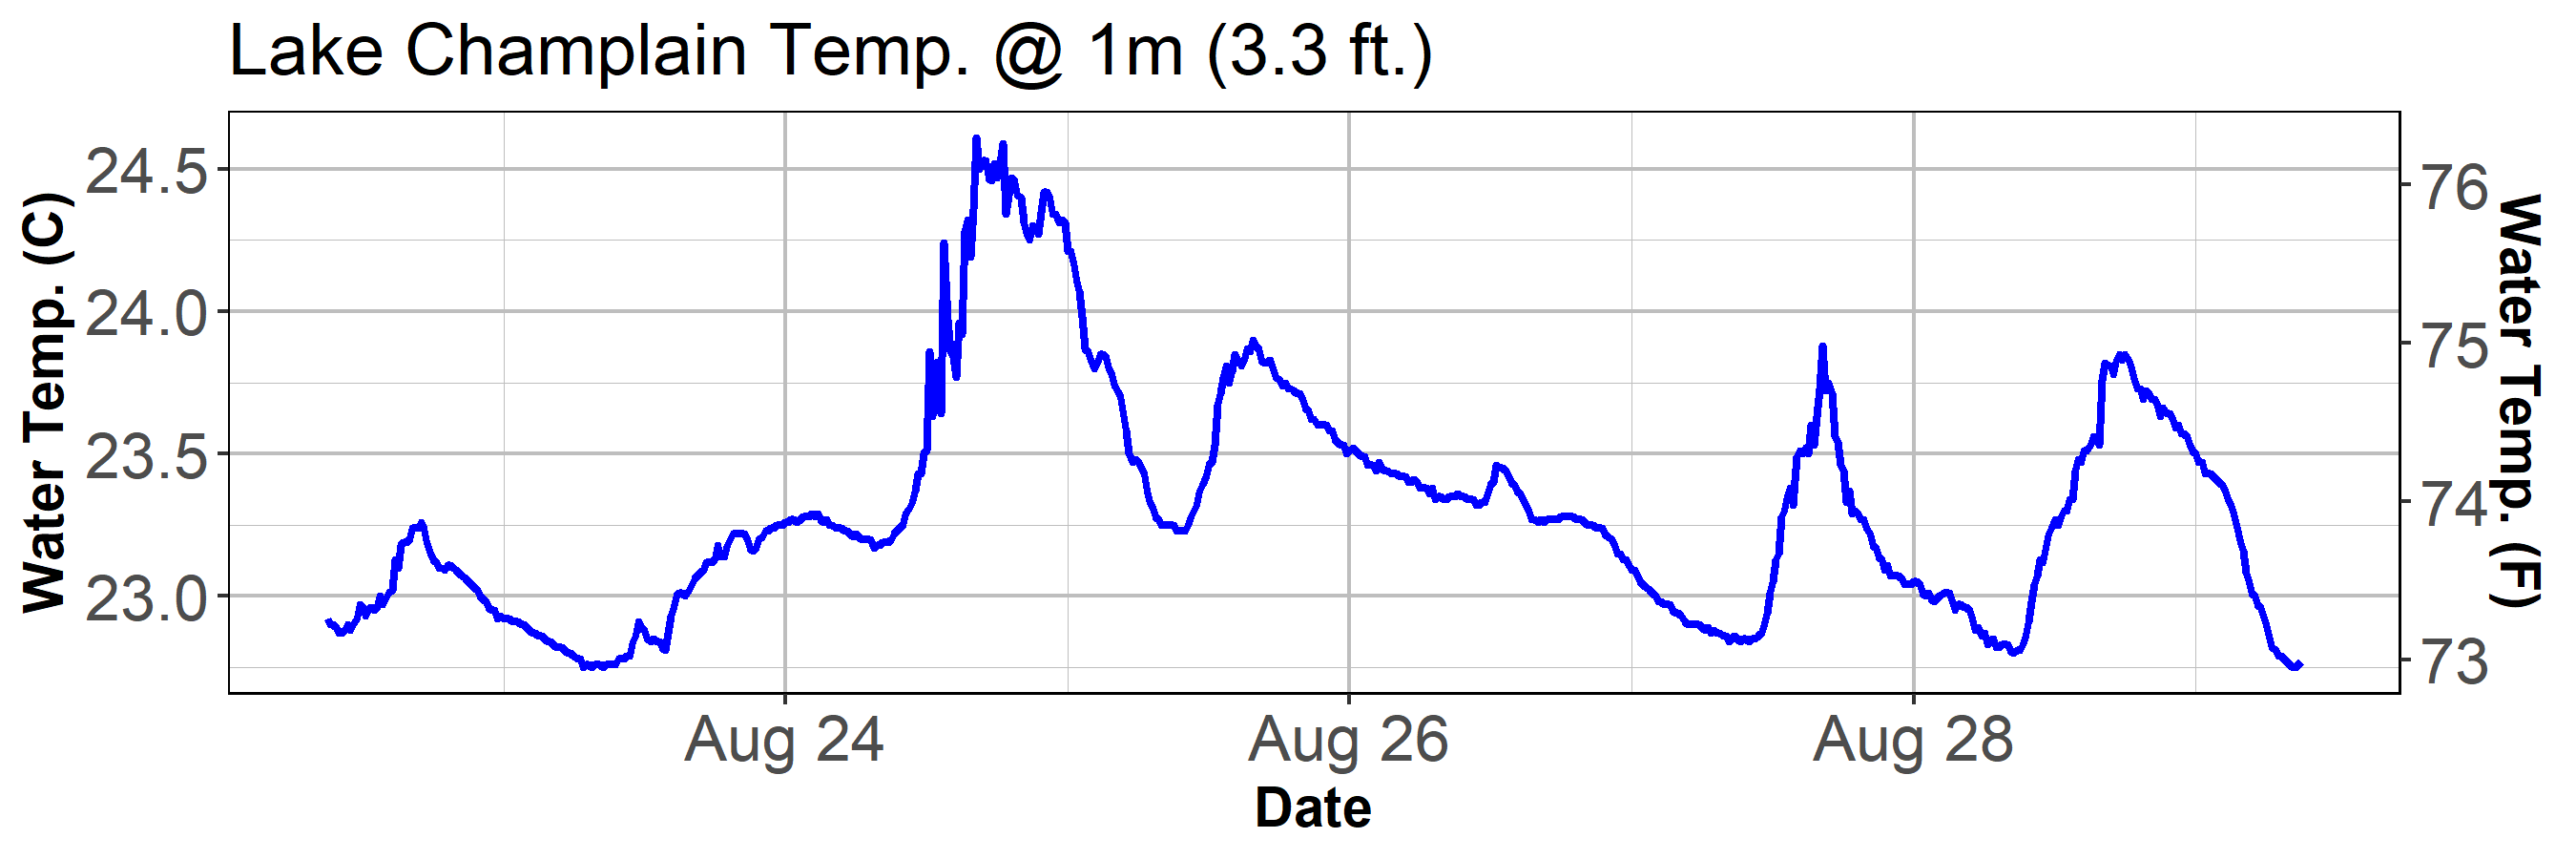 Lake Champlain Temp. @ 1m (3.3 ft.)
Water Temp. (C)
24.5
24.0
23.5
23.0
76
75
74
73
Water Temp. (F)
Aug 24
Aug 26
Aug 28
Date